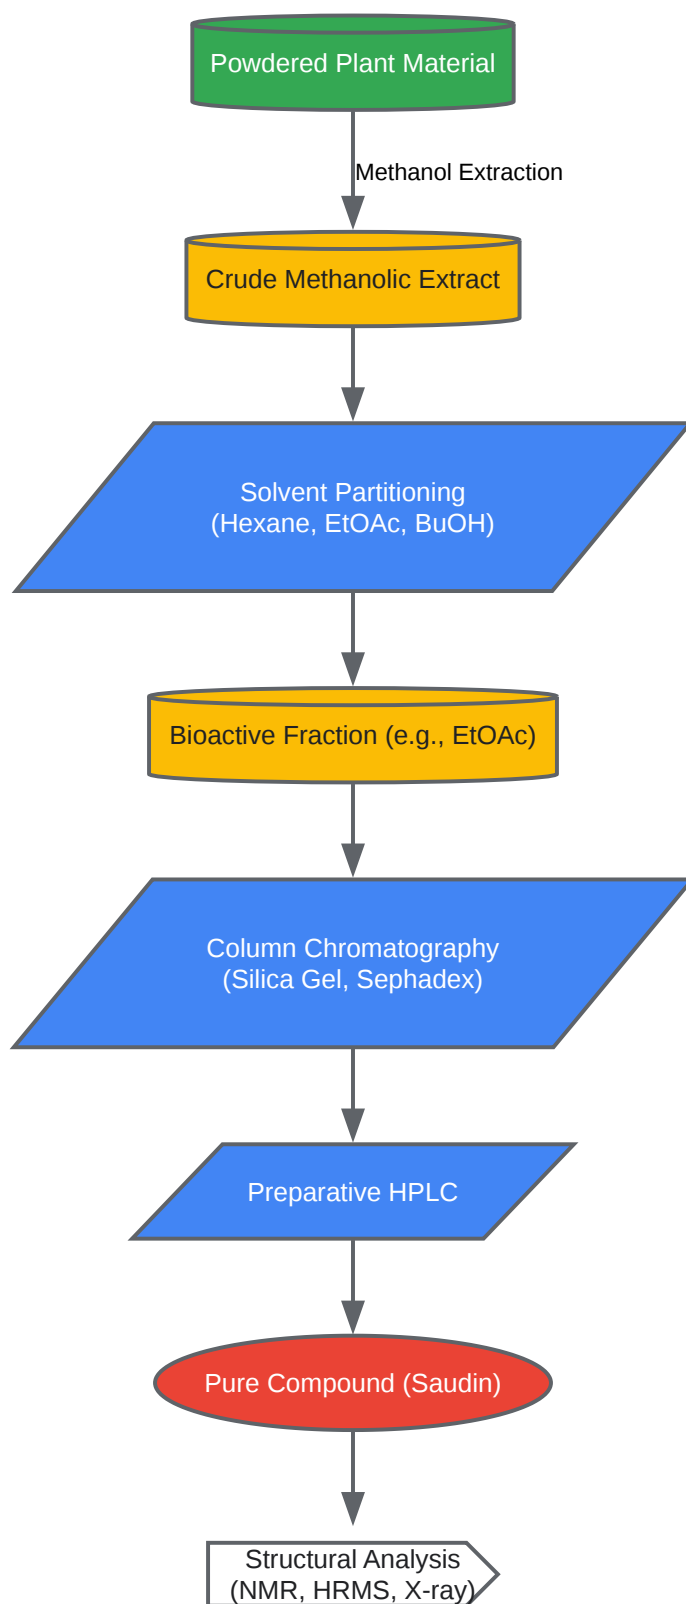 Powdered Plant Material
Methanol Extraction
Crude Methanolic Extract
Solvent Partitioning
(Hexane, EtOAc, BuOH)
Bioactive Fraction (e.g., EtOAc)
Column Chromatography
(Silica Gel, Sephadex)
Preparative HPLC
Pure Compound (Saudin)
Structural Analysis
(NMR, HRMS, X-ray)